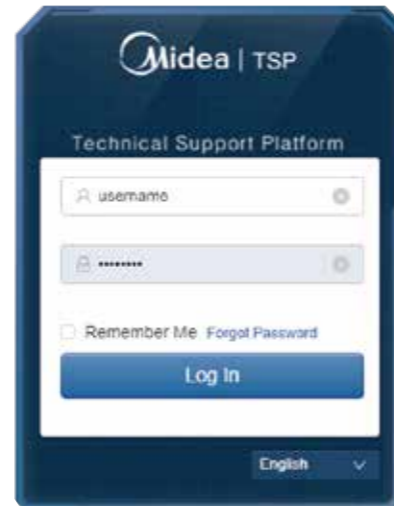 Midea | TSP
Technical Support Platform
username
••••••••
Remember Me Forgot Password
Log In
English